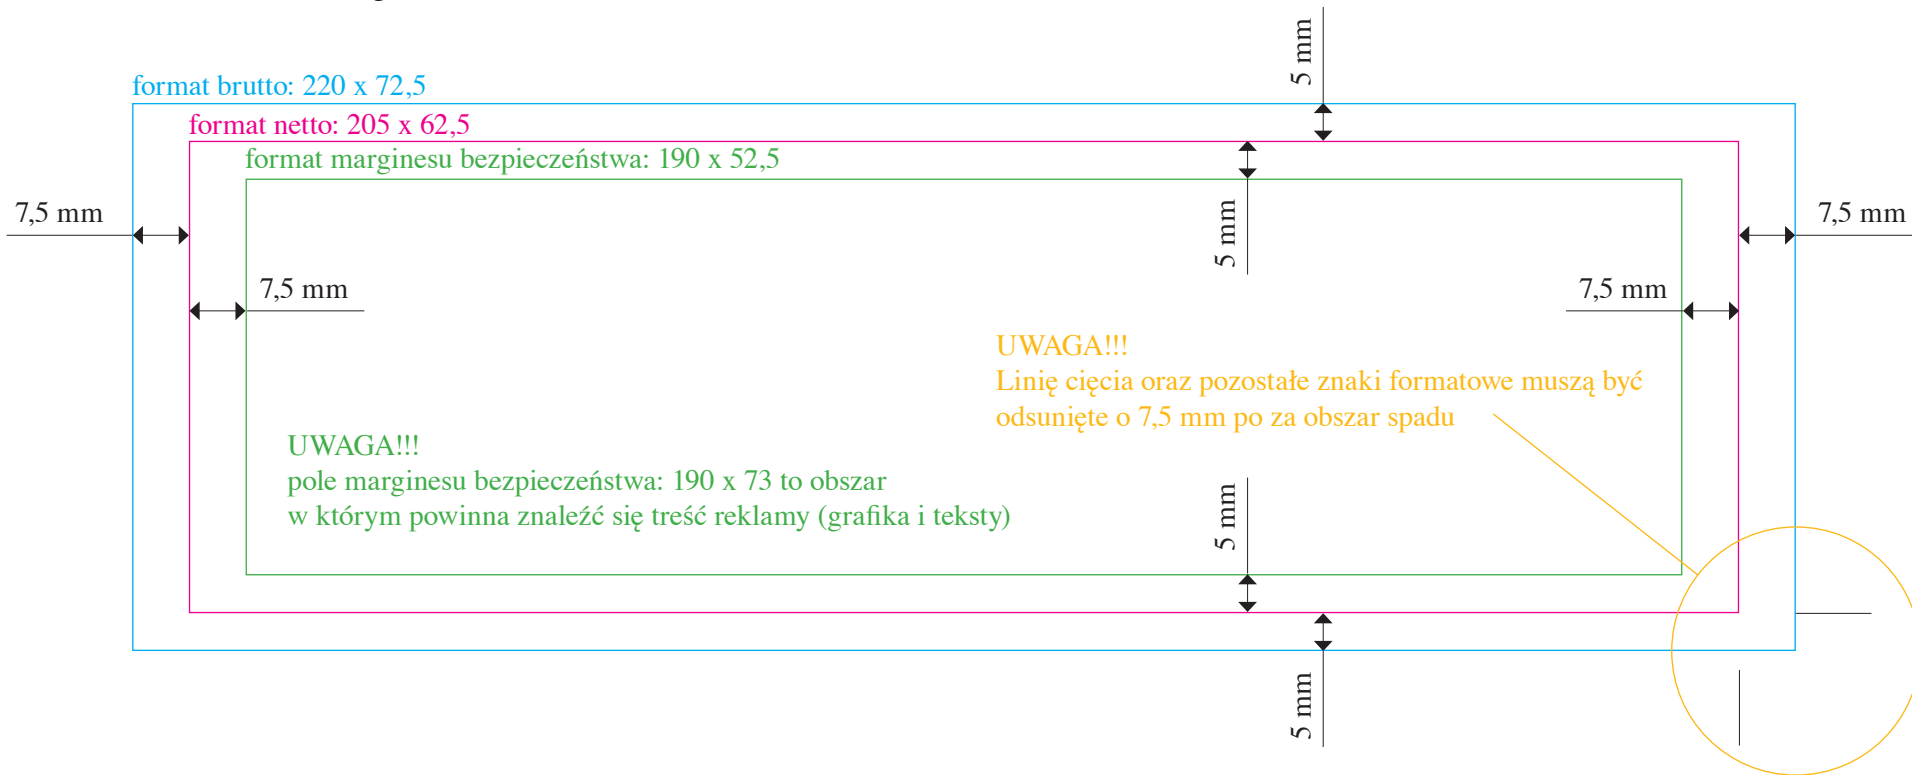 5 mm
format brutto: 220 x 72,5
format netto: 205 x 62,5
format marginesu bezpieczeństwa: 190 x 52,5
7,5 mm
5 mm
7,5 mm
7,5 mm
7,5 mm
UWAGA!!!
Linię cięcia oraz pozostałe znaki formatowe muszą być
odsunięte o 7,5 mm po za obszar spadu
UWAGA!!!
pole marginesu bezpieczeństwa: 190 x 73 to obszar
w którym powinna znaleźć się treść reklamy (grafika i teksty)
5 mm
5 mm